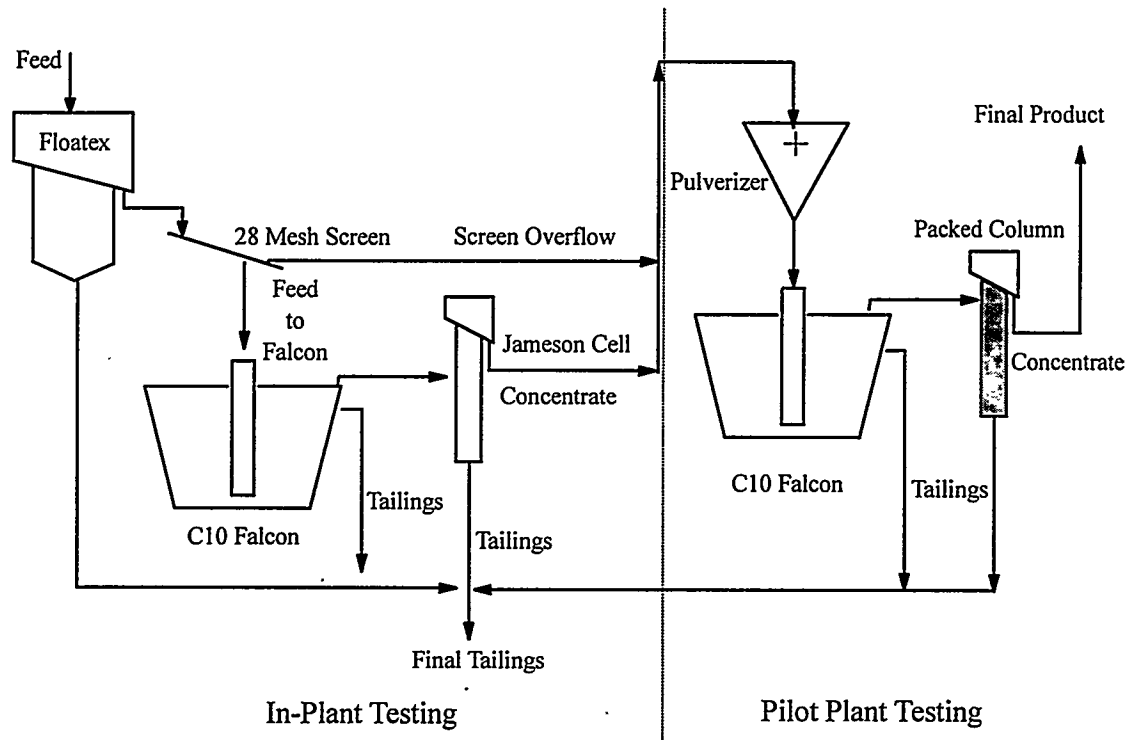 Feed
Floatex
28 Mesh Screen
Screen Overflow
Feed
to
Falcon
Jameson Cell
Concentrate
C10 Falcon
Tailings
Tailings
Final Tailings
In-Plant Testing
Pulverizer
Final Product
Packed Column
Concentrate
C10 Falcon
Tailings
Pilot Plant Testing